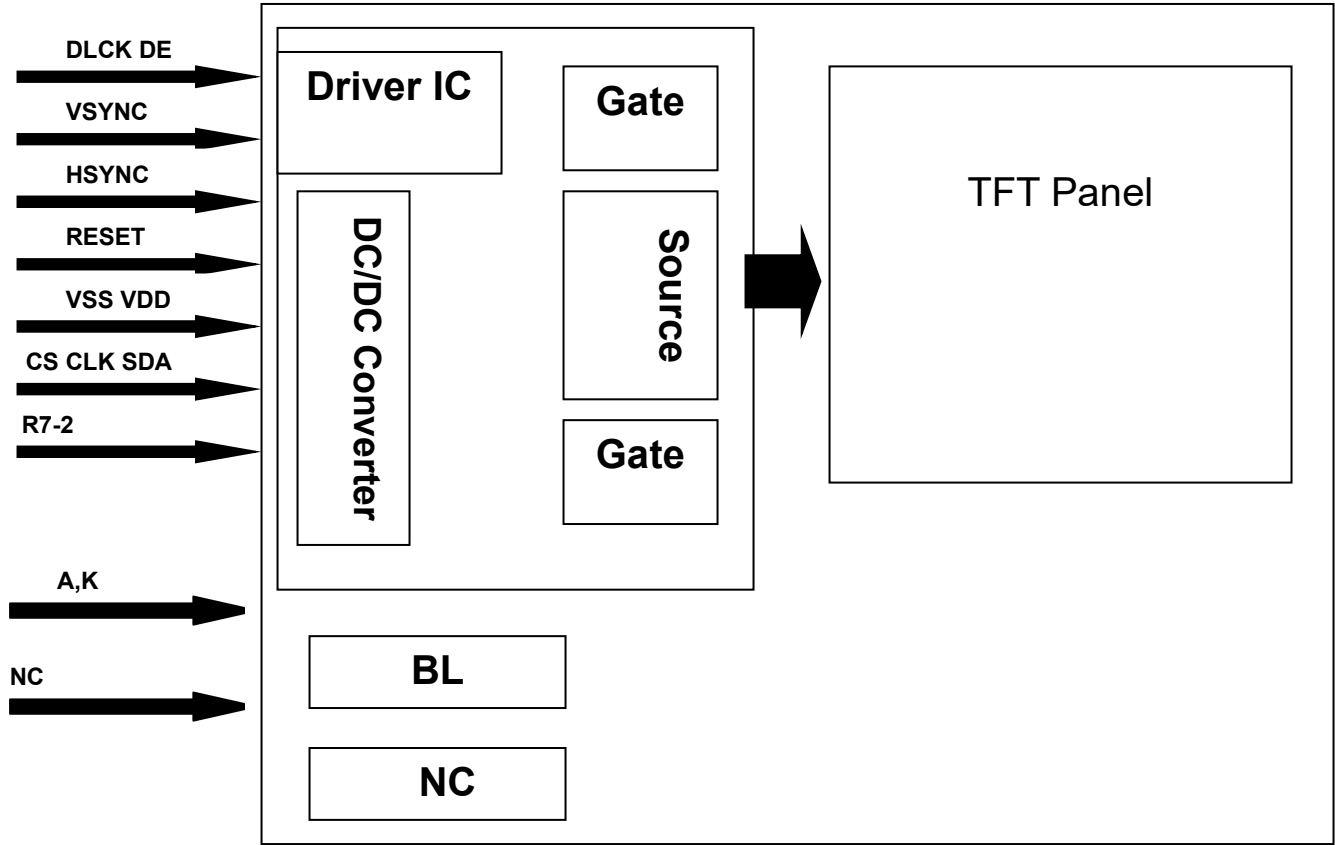 DLCK DE
VSYNC
HSYNC
RESET
VSS VDD
CS CLK SDA
R7-2
A,K
NC
Driver IC
DC/DC Converter
Gate
Source
Gate
BL
NC
TFT Panel